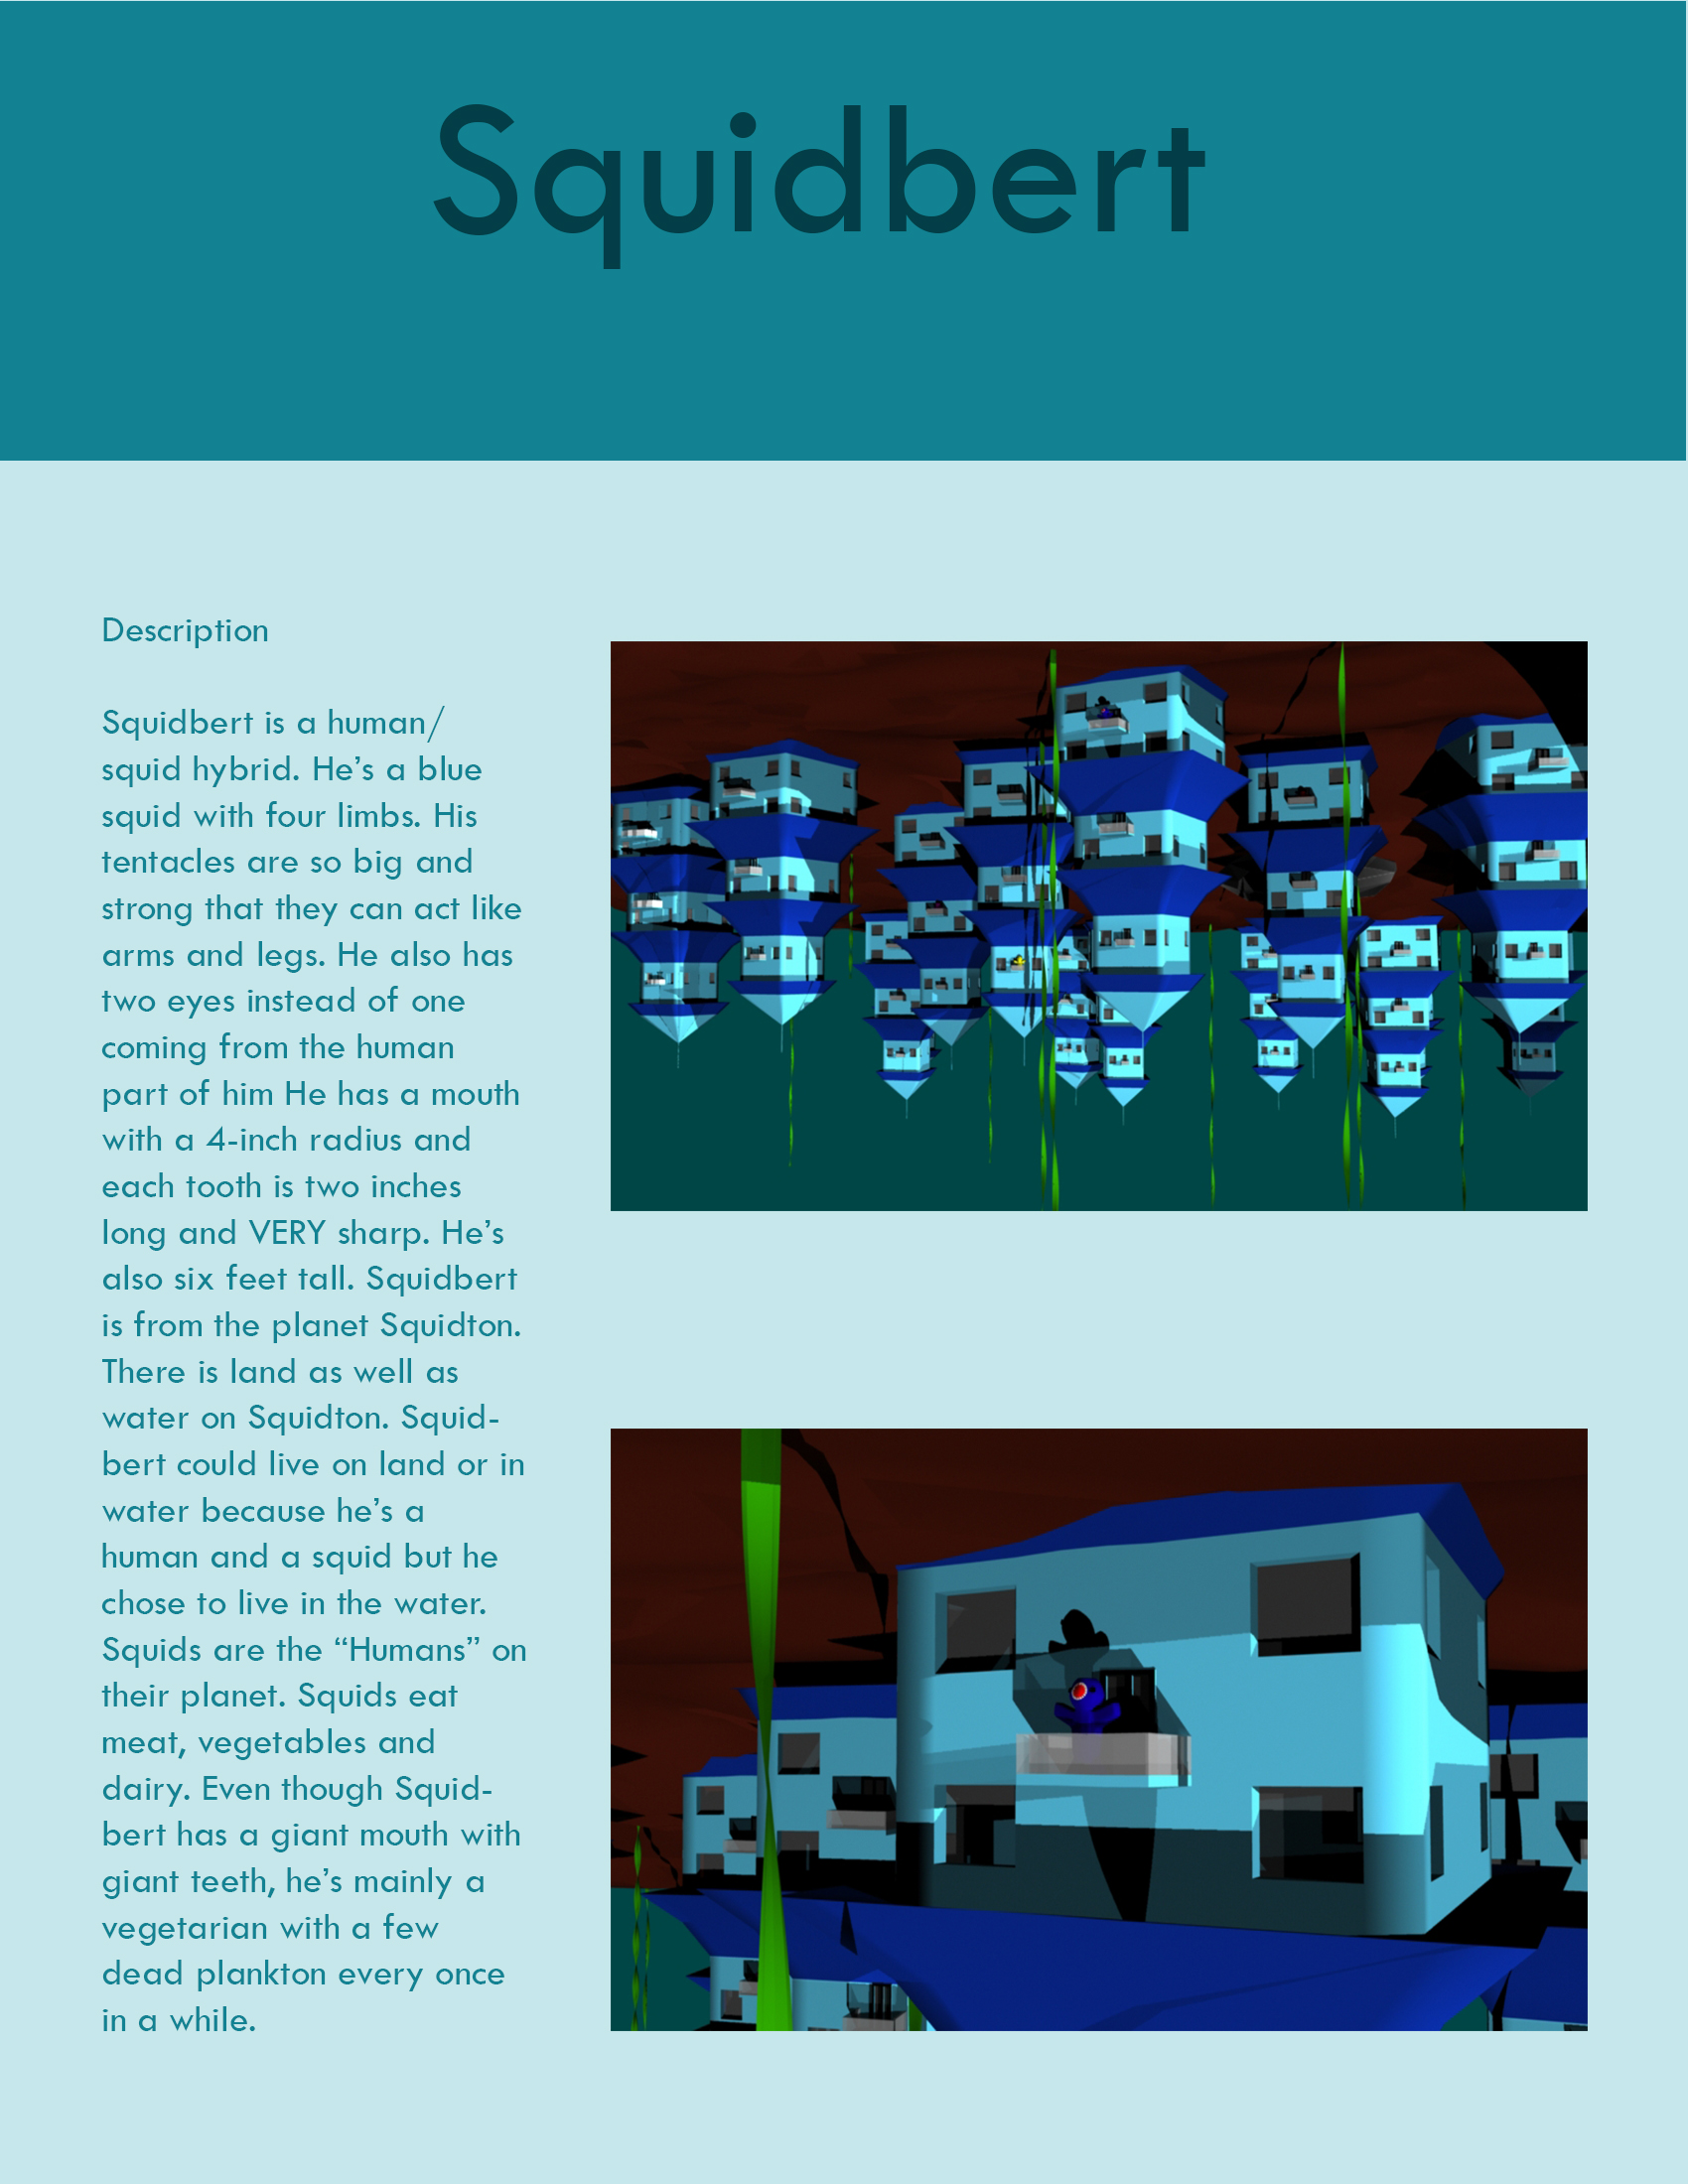 Squidbert
Description
Squidbert is a human/
squid hybrid. He’s a blue
squid with four limbs. His
tentacles are so big and
strong that they can act like
arms and legs. He also has
two eyes instead of one
coming from the human
part of him He has a mouth
with a 4-inch radius and
each tooth is two inches
long and VERY sharp. He’s
also six feet tall. Squidbert
is from the planet Squidton.
There is land as well as
water on Squidton. Squid-
bert could live on land or in
water because he’s a
human and a squid but he
chose to live in the water.
Squids are the “Humans” on
their planet. Squids eat
meat, vegetables and
dairy. Even though Squid-
bert has a giant mouth with
giant teeth, he’s mainly a
vegetarian with a few
dead plankton every once
in a while.